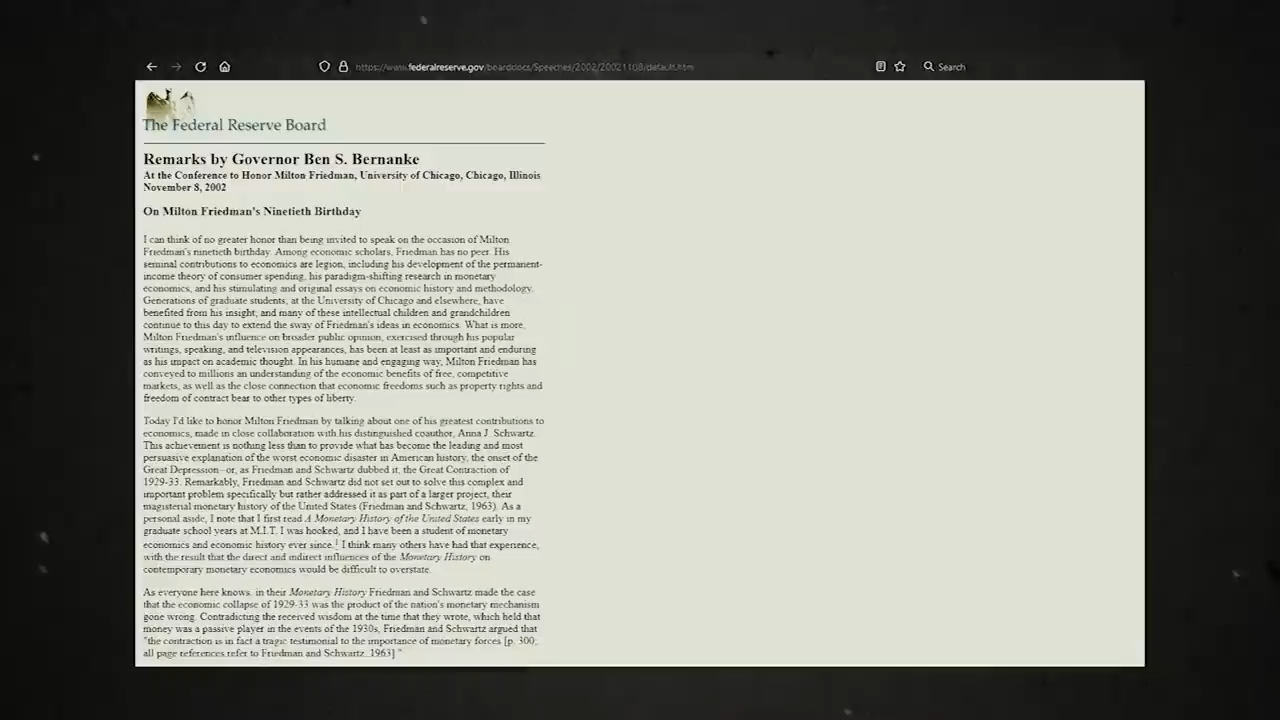 https://www.federalreserve.gov/boarddocs/Speeches/2002/20021108/default.htm
Search
The Federal Reserve Board
Remarks by Governor Ben S. Bernanke
At the Conference to Honor Milton Friedman, University of Chicago, Chicago, Illinois
November 8, 2002
On Milton Friedman's Ninetieth Birthday
I can think of no greater honor than being invited to speak on the occasion of Milton
Friedman's ninetieth birthday. Among economic scholars, Friedman has no peer. His
seminal contributions to economics are legion, including his development of the permanent-
income theory of consumer spending, his paradigm-shifting research in monetary
economics, and his stimulating and original essays on economic history and methodology.
Generations of graduate students, at the University of Chicago and elsewhere, have
benefited from his insight; and many of these intellectual children and grandchildren
continue to this day to extend the sway of Friedman's ideas in economics. What is more,
Milton Friedman's influence on broader public opinion, exercised through his popular
writings, speaking, and television appearances, has been at least as important and enduring
as his impact on academic thought. In his humane and engaging way, Milton Friedman has
conveyed to millions an understanding of the economic benefits of free, competitive
markets, as well as the close connection that economic freedoms such as property rights and
freedom of contract bear to other types of liberty.
Today I'd like to honor Milton Friedman by talking about one of his greatest contributions to
economics, made in close collaboration with his distinguished coauthor, Anna J. Schwartz.
This achievement is nothing less than to provide what has become the leading and most
persuasive explanation of the worst economic disaster in American history, the onset of the
Great Depression--or, as Friedman and Schwartz dubbed it, the Great Contraction of
1929-33. Remarkably, Friedman and Schwartz did not set out to solve this complex and
important problem specifically but rather addressed it as part of a larger project, their
magisterial monetary history of the United States (Friedman and Schwartz, 1963). As a
personal aside, I note that I first read A Monetary History of the United States early in my
graduate school years at M.I.T. I was hooked, and I have been a student of monetary
economics and economic history ever since.1 I think many others have had that experience,
with the result that the direct and indirect influences of the Monetary History on
contemporary monetary economics would be difficult to overstate.
As everyone here knows, in their Monetary History Friedman and Schwartz made the case
that the economic collapse of 1929-33 was the product of the nation's monetary mechanism
gone wrong. Contradicting the received wisdom at the time that they wrote, which held that
money was a passive player in the events of the 1930s, Friedman and Schwartz argued that
"the contraction is in fact a tragic testimonial to the importance of monetary forces [p. 300;
all page references refer to Friedman and Schwartz, 1963]."